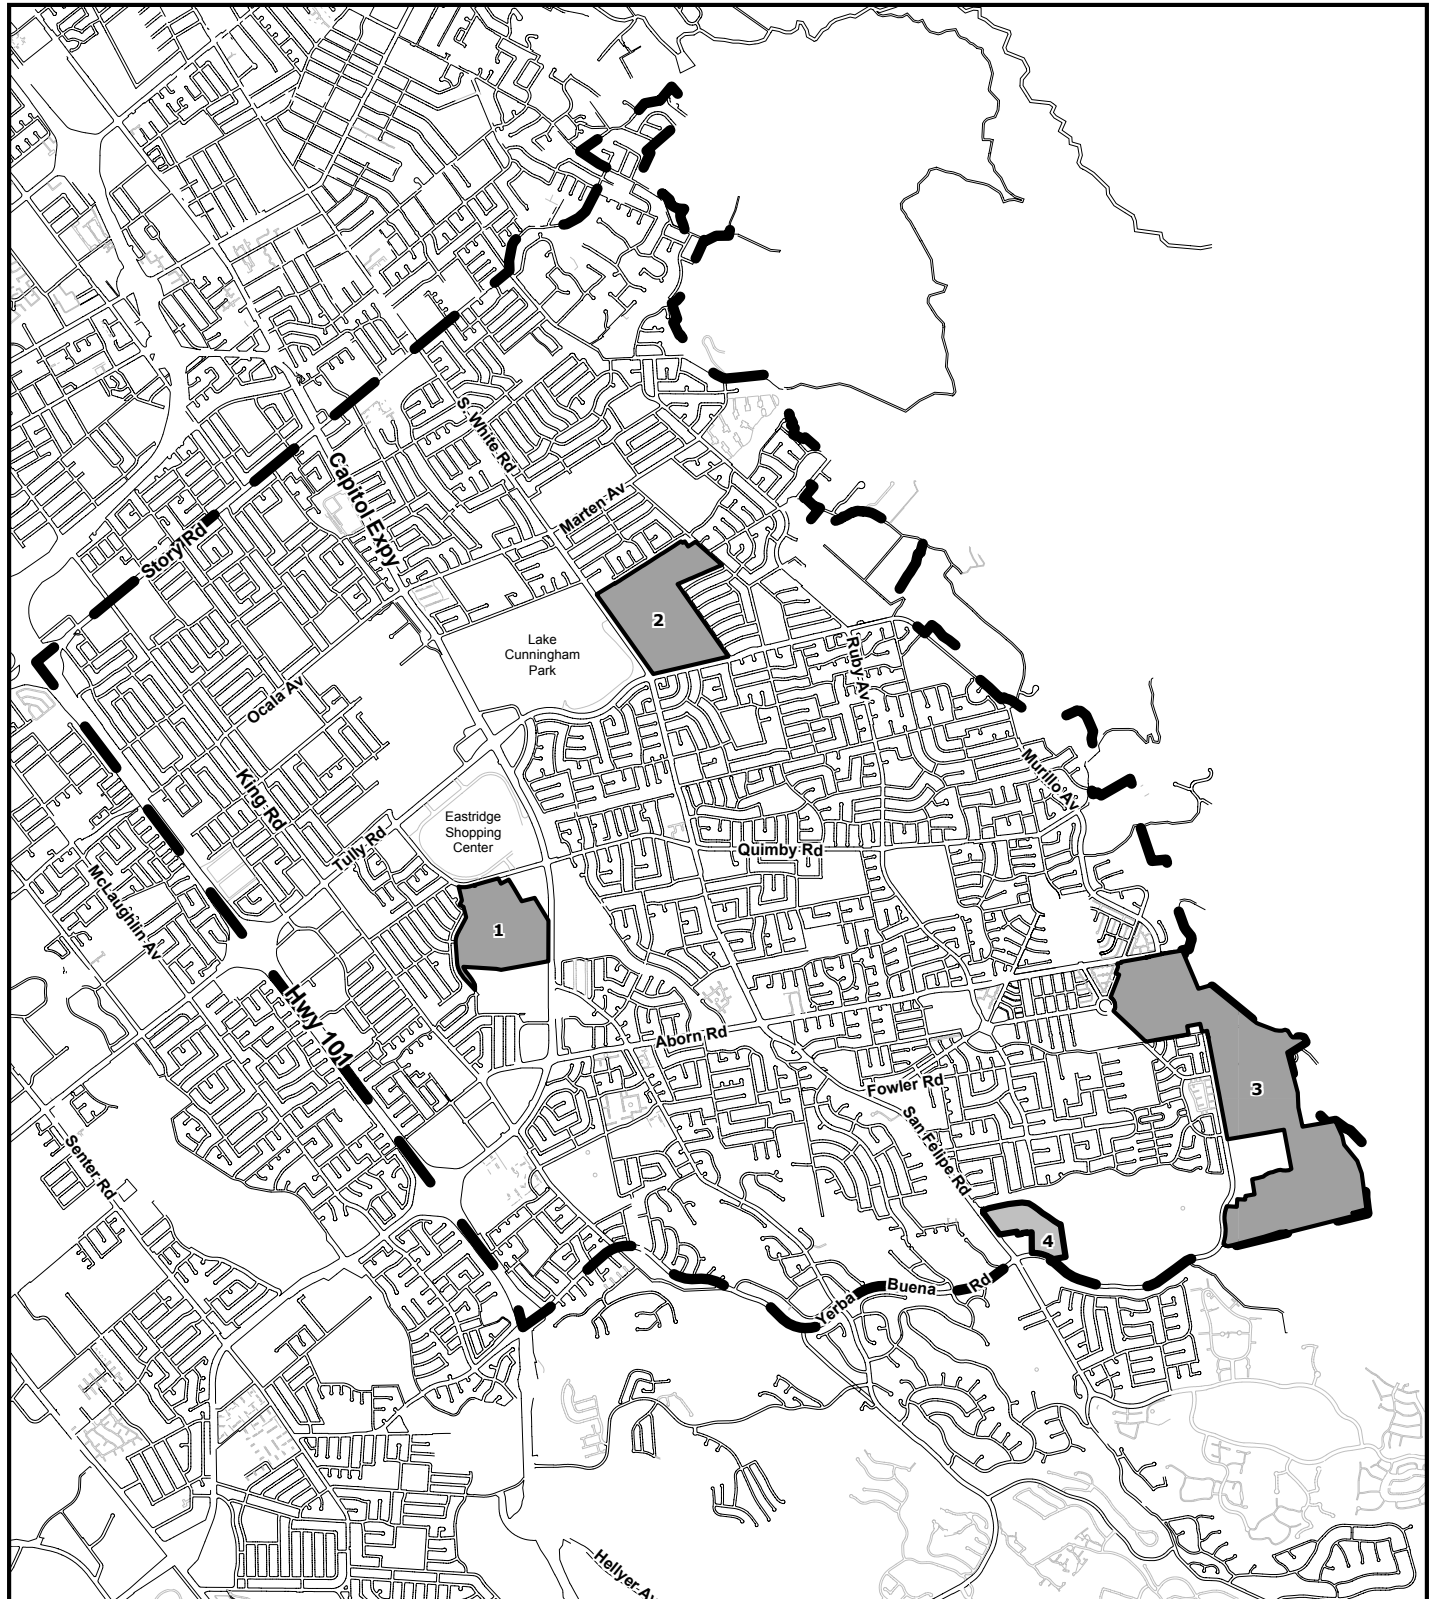 S. White Rd
Capitol Expy
Marten Av
Story Rd
2
Lake
Cunningham
Park
Ruby Av
Ocala Av
Murillo Av
King Rd
Eastridge
Shopping
Center
Tully Rd
Quimby Rd
McLaughlin Av
1
Hwy 101
Aborn Rd
Fowler Rd
3
San Felipe Rd
Senter Rd
4
Yerba
Buena
Rd
Hellyer Av